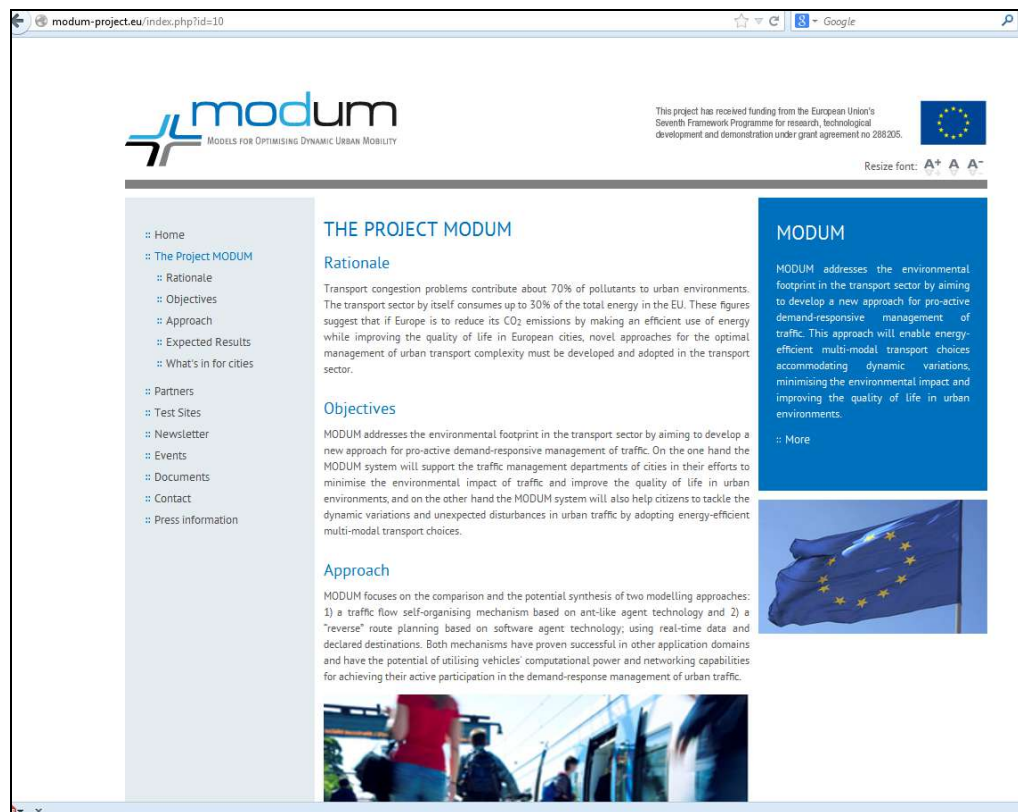 modum-project.eu/index.php?id=10
Google
modum
MODELS FOR OPTIMISING DYNAMIC URBAN MOBILITY
This project has received funding from the European Union's
Seventh Framework Programme for research, technological
development and demonstration under grant agreement no 288205.
Resize font: A+ A A-
:: Home
:: The Project MODUM
:: Rationale
:: Objectives
:: Approach
:: Expected Results
:: What's in for cities
:: Partners
:: Test Sites
:: Newsletter
:: Events
:: Documents
:: Contact
:: Press information
THE PROJECT MODUM
Rationale
Transport congestion problems contribute about 70% of pollutants to urban environments.
The transport sector by itself consumes up to 30% of the total energy in the EU. These figures
suggest that if Europe is to reduce its CO2 emissions by making an efficient use of energy
while improving the quality of life in European cities, novel approaches for the optimal
management of urban transport complexity must be developed and adopted in the transport
sector.
Objectives
MODUM addresses the environmental footprint in the transport sector by aiming to develop a
new approach for pro-active demand-responsive management of traffic. On the one hand the
MODUM system will support the traffic management departments of cities in their efforts to
minimise the environmental impact of traffic and improve the quality of life in urban
environments, and on the other hand the MODUM system will also help citizens to tackle the
dynamic variations and unexpected disturbances in urban traffic by adopting energy-efficient
multi-modal transport choices.
Approach
MODUM focuses on the comparison and the potential synthesis of two modelling approaches:
1) a traffic flow self-organising mechanism based on ant-like agent technology and 2) a
"reverse" route planning based on software agent technology; using real-time data and
declared destinations. Both mechanisms have proven successful in other application domains
and have the potential of utilising vehicles' computational power and networking capabilities
for achieving their active participation in the demand-response management of urban traffic.
MODUM
MODUM addresses the environmental
footprint in the transport sector by aiming
to develop a new approach for pro-active
demand-responsive management of
traffic. This approach will enable energy-
efficient multi-modal transport choices
accommodating dynamic variations,
minimising the environmental impact and
improving the quality of life in urban
environments.
:: More